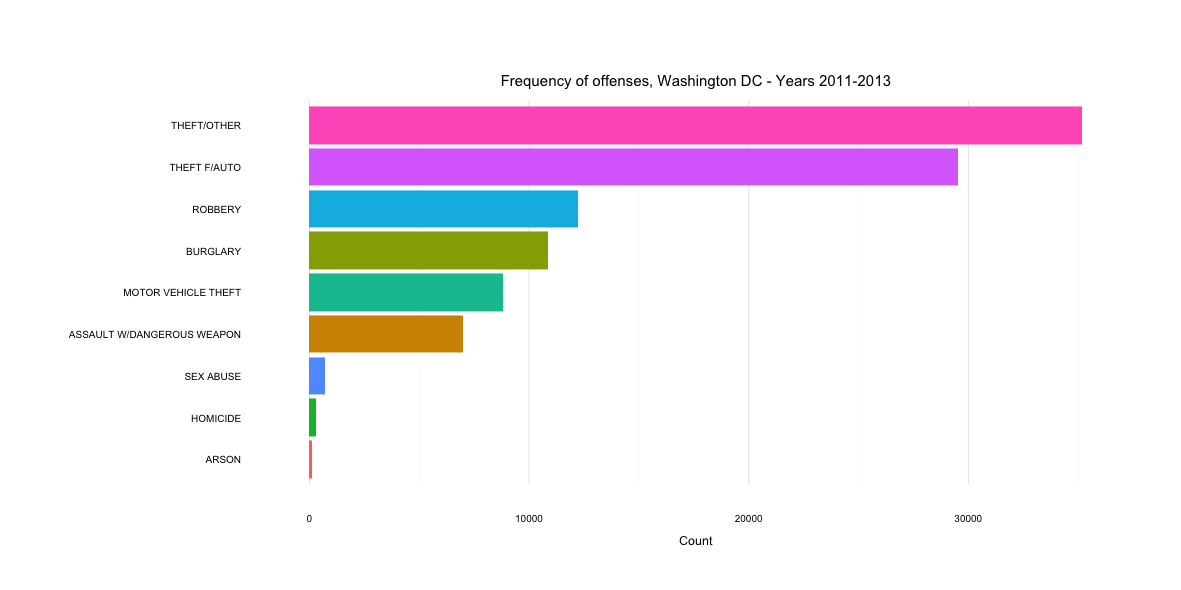 Frequency of offenses, Washington DC - Years 2011-2013
THEFT/OTHER
THEFT F/AUTO
ROBBERY
BURGLARY
MOTOR VEHICLE THEFT
ASSAULT W/DANGEROUS WEAPON
SEX ABUSE
HOMICIDE
ARSON
0 10000 20000 30000
Count